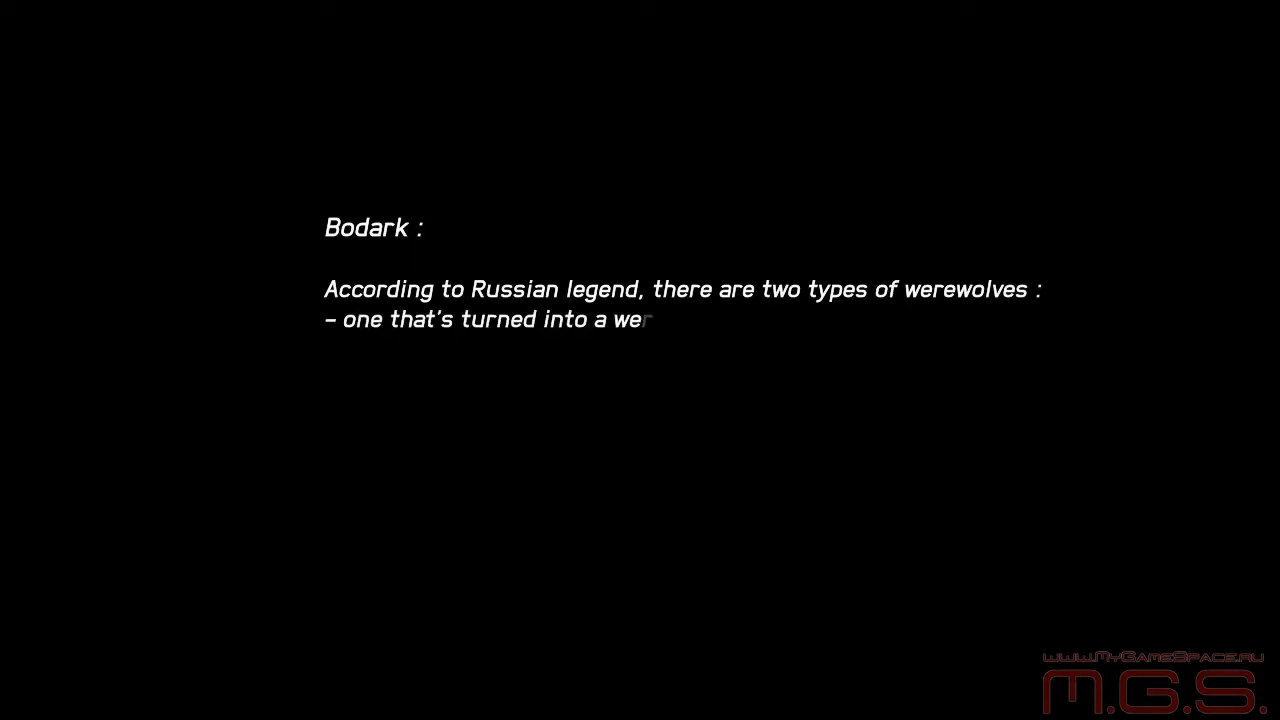 Bodark :
According to Russian legend, there are two types of werewolves :
- one that's turned into a wer
www.MyGameSpace.ru
M.G.S.